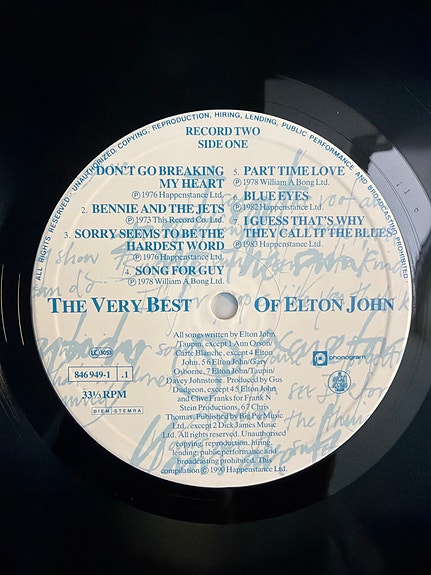 ALL RIGHTS RESERVED. UNAUTHORIZED COPYING, REPRODUCTION, HIRING, LENDING, PUBLIC PERFORMANCE AND BROADCASTING PROHIBITED
RECORD TWO
SIDE ONE
DON'T GO BREAKING
MY HEART
Ⓟ 1976 Happenstance Ltd.
2. BENNIE AND THE JETS
Ⓟ 1973 This Record Co. Ltd.
3. SORRY SEEMS TO BE THE
HARDEST WORD
Ⓟ 1976 Happenstance Ltd.
4. SONG FOR GUY
Ⓟ 1978 William A Bong Ltd.
5. PART TIME LOVE
Ⓟ 1978 William A Bong Ltd.
BLUE EYES
Ⓟ 1982 Happenstance Ltd.
I GUESS THAT'S WHY
THEY CALL IT THE BLUES
Ⓟ 1983 Happenstance Ltd.
THE VERY BEST OF ELTON JOHN
LC 3053
846 949-1 .1
33⅓ RPM
BIEM-STEMRA
All songs written by Elton John
/Taupin, except 1 Ann Orson/
Carte Blanche, except 4 Elton
John, 5 6 Elton John/Gary
Osborne, 7 Elton John/Taupin/
Davey Johnstone. Produced by Gus
Dudgeon, except 4 5 Elton John
and Clive Franks for Frank N
Stein Productions, 6 7 Chris
Thomas. Published by Big Pig Music
Ltd., except 2 Dick James Music
Ltd. All rights reserved. Unauthorised
copying, reproduction, hiring,
lending, public performance and
broadcasting prohibited. This
compilation Ⓟ © 1990 Happenstance Ltd.
phonogram